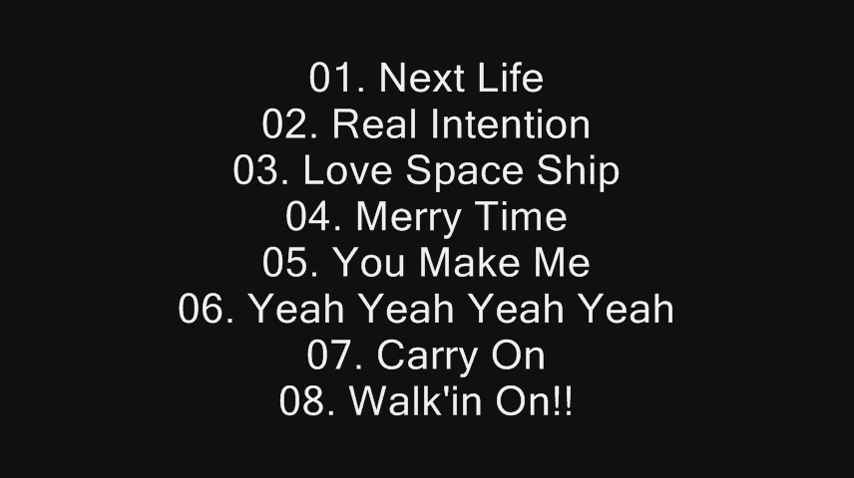 01. Next Life
02. Real Intention
03. Love Space Ship
04. Merry Time
05. You Make Me
06. Yeah Yeah Yeah Yeah
07. Carry On
08. Walk'in On!!